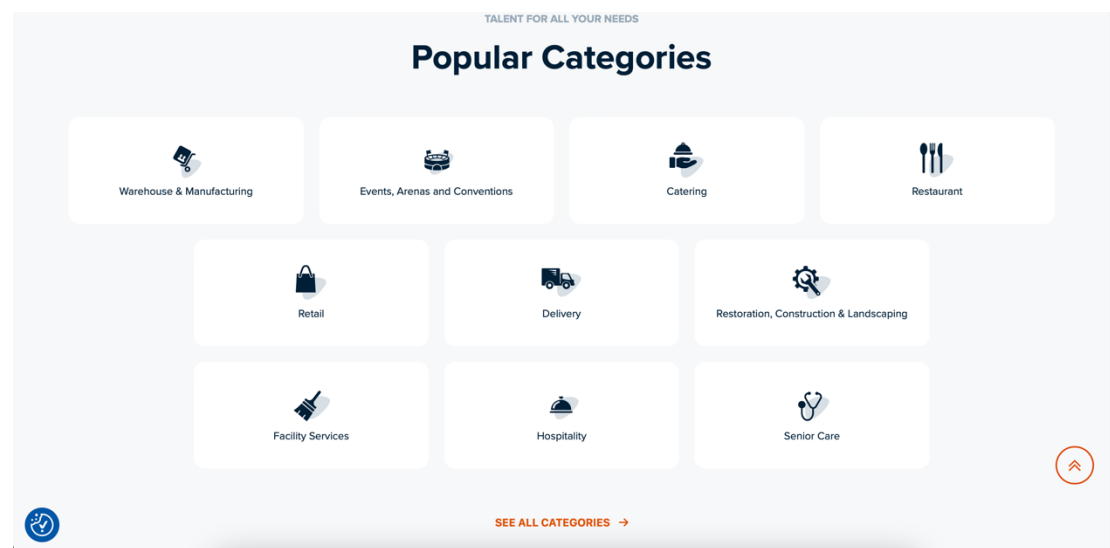 TALENT FOR ALL YOUR NEEDS
Popular Categories
Warehouse & Manufacturing
Events, Arenas and Conventions
Catering
Restaurant
Retail
Delivery
Restoration, Construction & Landscaping
Facility Services
Hospitality
Senior Care
SEE ALL CATEGORIES